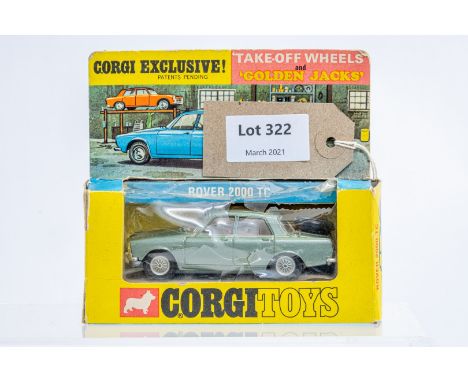 CORGI EXCLUSIVE!
PATENTS PENDING
TAKE-OFF WHEELS
and
'GOLDEN JACKS'
Lot 322
March 2021
ROVER 2000 TC
ROVER 2000 TC
CORGI TOYS